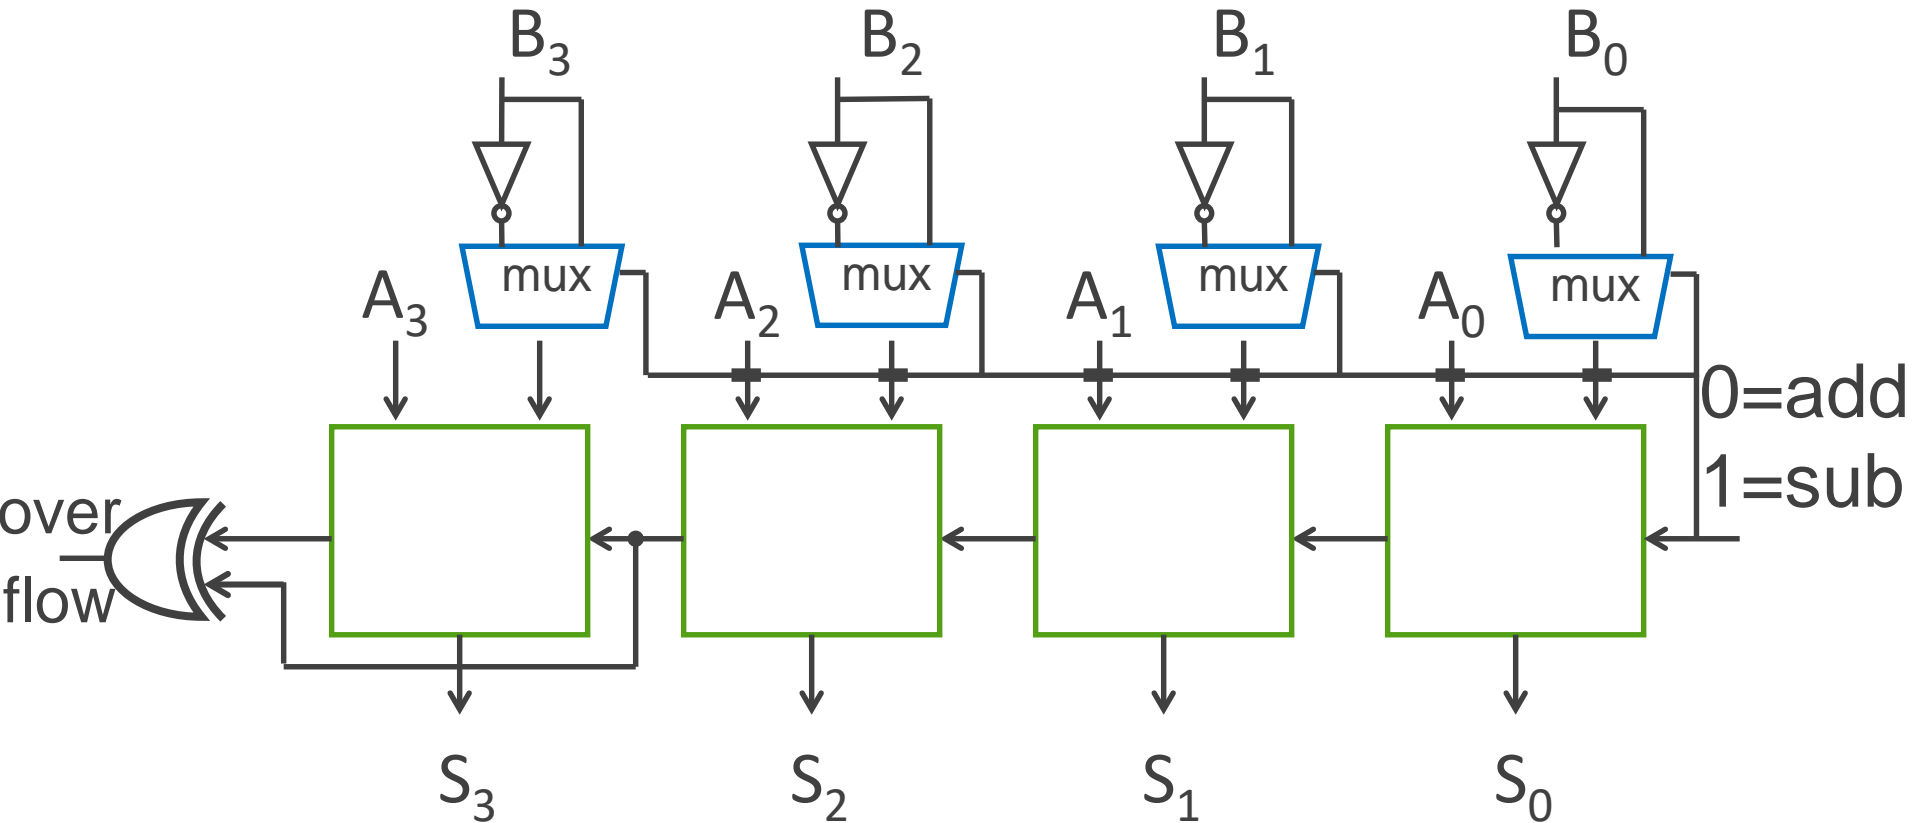 B₃ B₂ B₁ B₀
mux mux mux mux
A₃ A₂ A₁ A₀
0=add
1=sub
over
flow
S₃ S₂ S₁ S₀